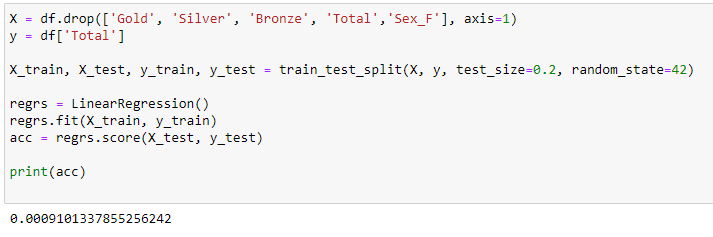 X = df.drop(['Gold', 'Silver', 'Bronze', 'Total','Sex_F'], axis=1)
y = df['Total']
X_train, X_test, y_train, y_test = train_test_split(X, y, test_size=0.2, random_state=42)
regrs = LinearRegression()
regrs.fit(X_train, y_train)
acc = regrs.score(X_test, y_test)
print(acc)
0.0009101337855256242